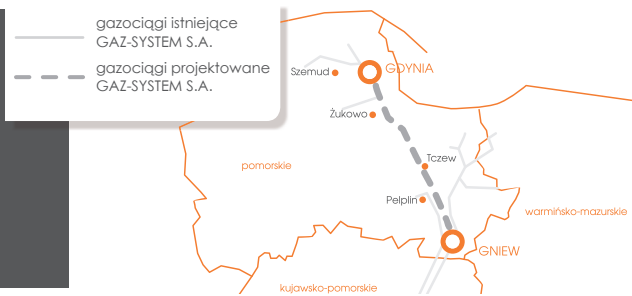 gazociągi istniejące
GAZ-SYSTEM S.A.
gazociągi projektowane
GAZ-SYSTEM S.A.
Szemud
GDYNIA
Żukowo
Tczew
pomorskie
Pelplin
warmińsko-mazurskie
GNIEW
kujawsko-pomorskie